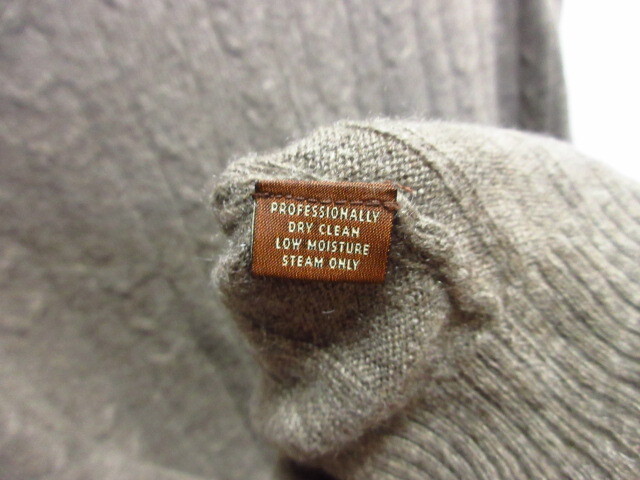 PROFESSIONALLY
DRY CLEAN
LOW MOISTURE
STEAM ONLY